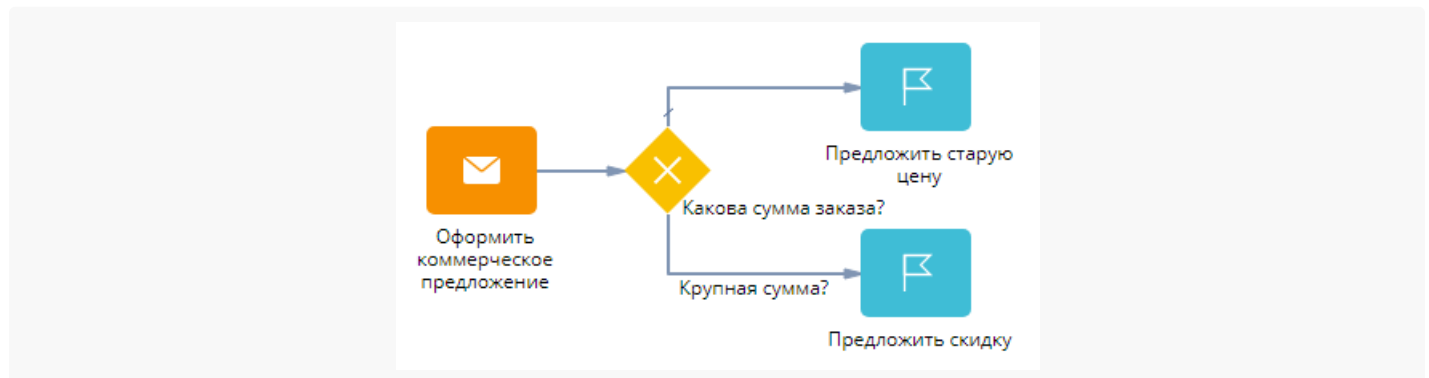 Предложить старую
цену
Какова сумма заказа?
Оформить
коммерческое
предложение
Крупная сумма?
Предложить скидку